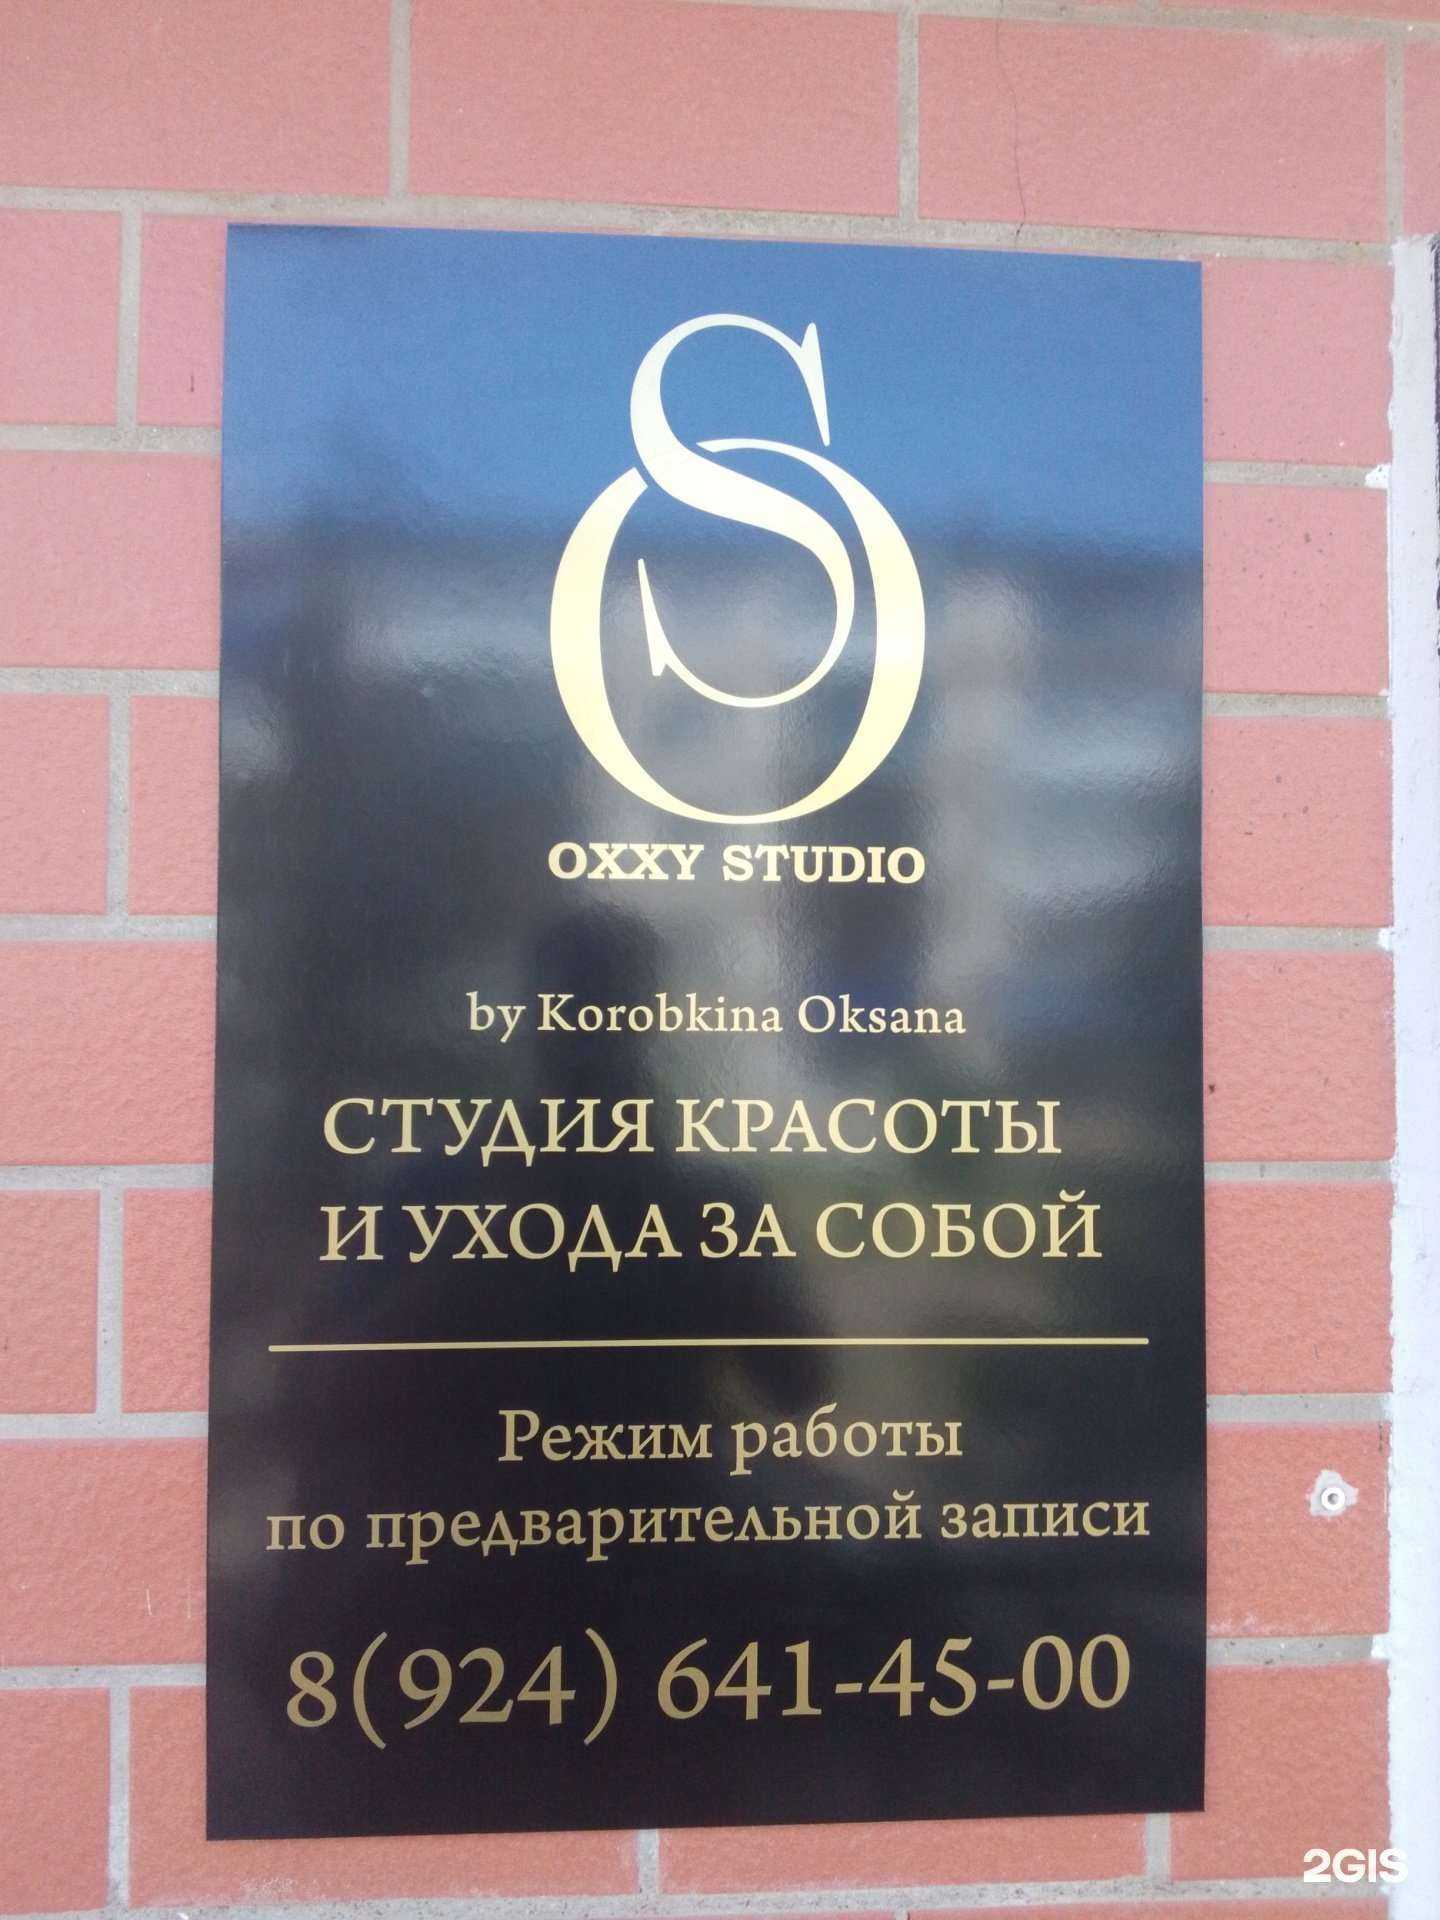 OS
OXXY STUDIO
by Korobkina Oksana
СТУДИЯ КРАСОТЫ
И УХОДА ЗА СОБОЙ
Режим работы
по предварительной записи
8(924) 641-45-00
2GIS